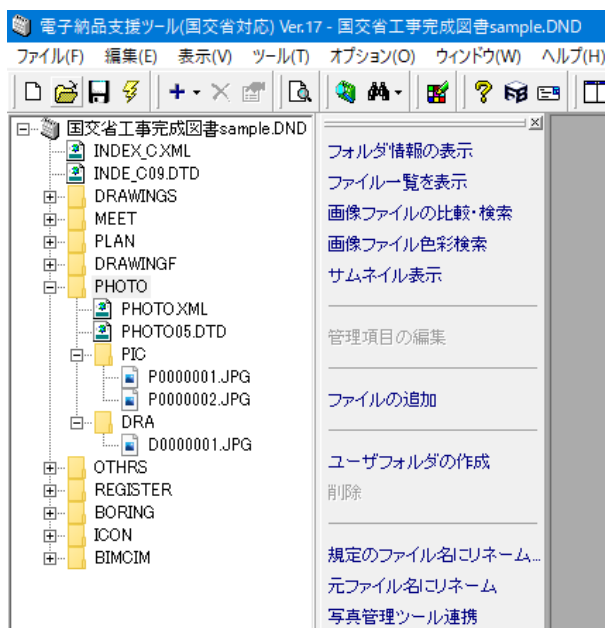 電子納品支援ツール(国交省対応) Ver.17 - 国交省工事完成図書sample.DND
ファイル(F) 編集(E) 表示(V) ツール(T) オプション(O) ウィンドウ(W) ヘルプ(H)
国交省工事完成図書sample.DND
INDEX_C.XML
INDE_C09.DTD
DRAWINGS
MEET
PLAN
DRAWINGF
PHOTO
PHOTO.XML
PHOTO05.DTD
PIC
P0000001.JPG
P0000002.JPG
DRA
D0000001.JPG
OTHRS
REGISTER
BORING
ICON
BIMCIM
フォルダ情報の表示
ファイル一覧を表示
画像ファイルの比較・検索
画像ファイル色彩検索
サムネイル表示
管理項目の編集
ファイルの追加
ユーザフォルダの作成
削除
規定のファイル名にリネーム...
元ファイル名にリネーム
写真管理ツール連携